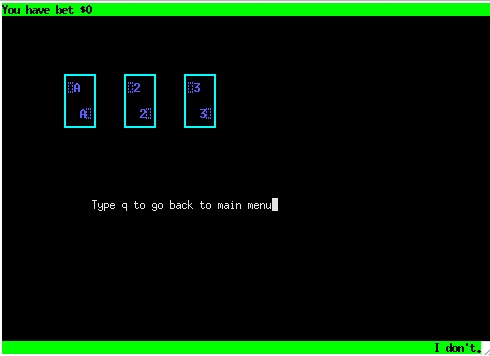 You have bet $0
A 2 3
A 2 3
Type q to go back to main menu
I don't.